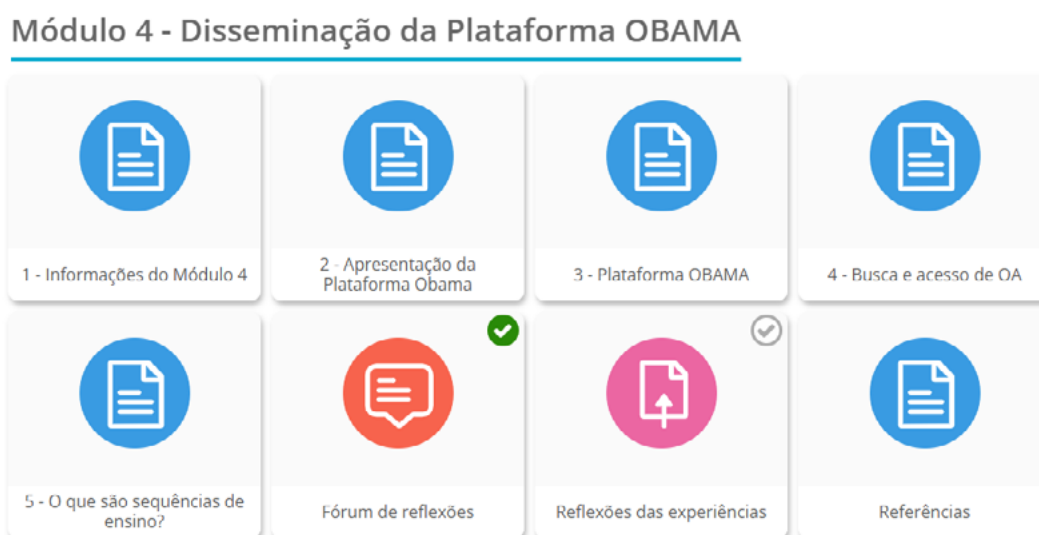 Módulo 4 - Disseminação da Plataforma OBAMA
1 - Informações do Módulo 4
2 - Apresentação da
Plataforma Obama
3 - Plataforma OBAMA
4 - Busca e acesso de OA
5 - O que são sequências de
ensino?
Fórum de reflexões
Reflexões das experiências
Referências